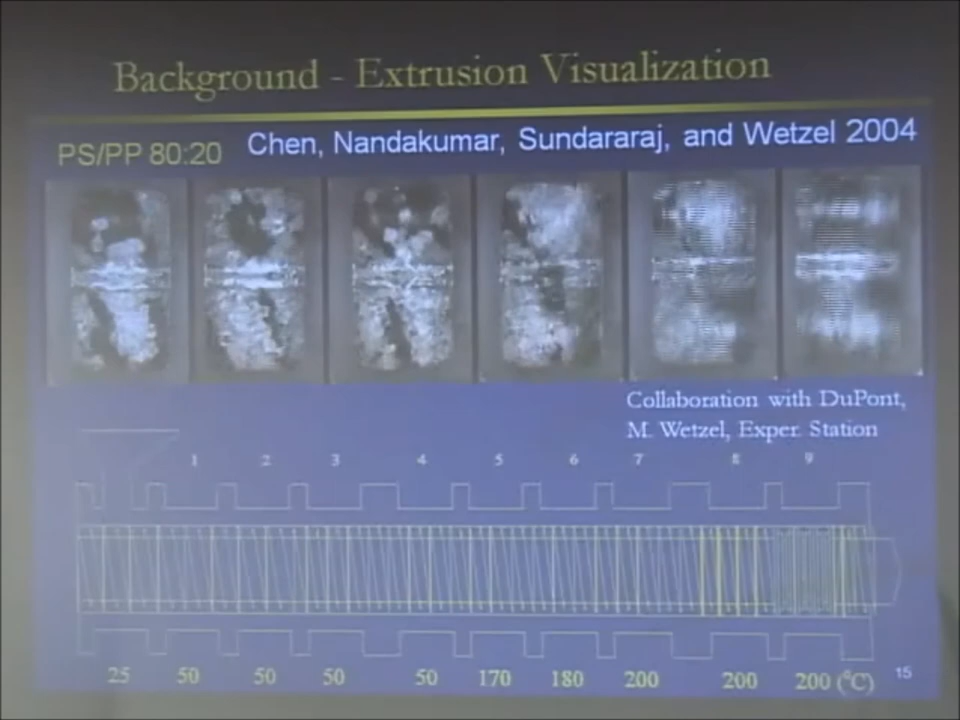 Background - Extrusion Visualization
PS/PP 80:20 Chen, Nandakumar, Sundararaj, and Wetzel 2004
Collaboration with DuPont,
M. Wetzel, Exper. Station
1 2 3 4 5 6 7 8 9
25 50 50 50 50 170 180 200 200 200 (°C)
15